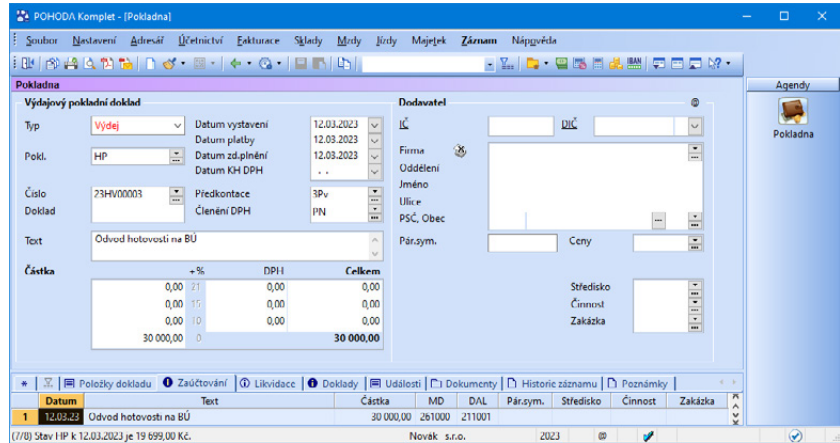 POHODA Komplet - [Pokladna]
Soubor Nastavení Adresář Účetnictví Fakturace Sklady Mzdy Jízdy Majetek Záznam Nápověda
Pokladna Agendy
Výdajový pokladní doklad Dodavatel @
Typ Výdej Datum vystavení 12.03.2023 IČ DIČ
Datum platby 12.03.2023 Pokladna
Pokl. HP Datum zd.plnění 12.03.2023 Firma
Datum KH DPH . . Oddělení
Jméno
Číslo 23HV00003 Předkontace 3Pv Ulice
Doklad Členění DPH PN PSČ, Obec
Text Odvod hotovosti na BÚ Pár.sym. Ceny
Částka + % DPH Celkem
0,00 21 0,00 0,00 Středisko
0,00 15 0,00 0,00 Činnost
0,00 10 0,00 0,00 Zakázka
30 000,00 0 30 000,00
* Položky dokladu Zaúčtování Likvidace Doklady Události Dokumenty Historie záznamu Poznámky
Datum Text Částka MD DAL Pár.sym. Středisko Činnost Zakázka
1 12.03.23 Odvod hotovosti na BÚ 30 000,00 261000 211001
(7/8) Stav HP k 12.03.2023 je 19 699,00 Kč. Novák s.r.o. 2023 @